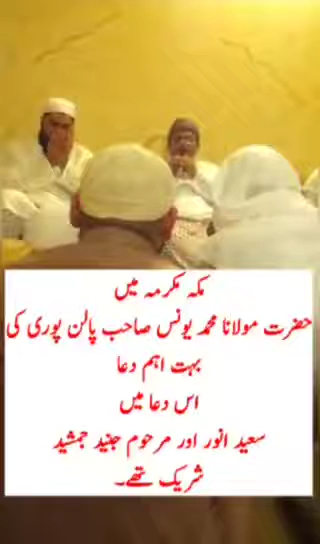 مکہ مکرمہ میں
حضرت مولانا محمد یونس صاحب پالن پوری کی
بہت اہم دعا
اس دعا میں
سعید انور اور مرحوم جنید جمشید
شریک تھے۔